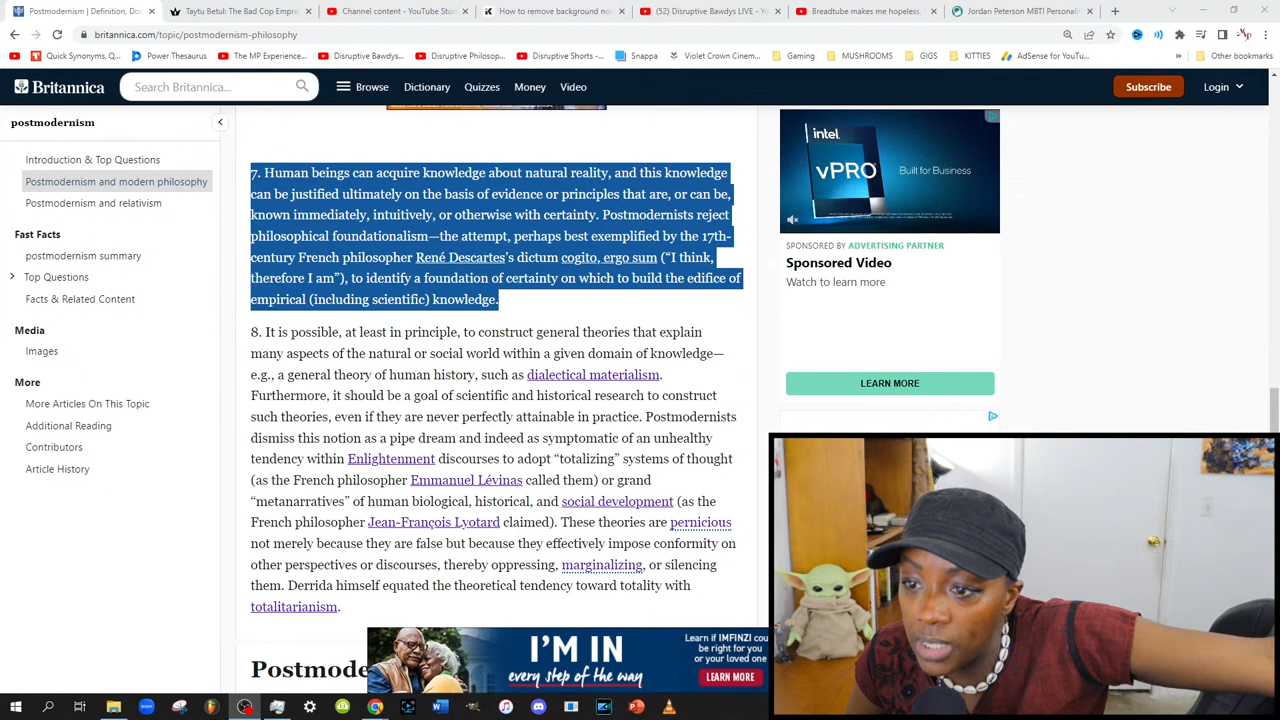 Postmodernism | Definition, Doc
Taytu Betul: The Bad Cop Empre
Channel content - YouTube Stud
How to remove background noi
(52) Disruptive Bawdys LIVE - Yo
Breadtube makes me hopeless,
Jordan Peterson MBTI Personali
britannica.com/topic/postmodernism-philosophy
Quick Synonyms, Q...
Power Thesaurus
The MP Experience...
Disruptive Bawdys...
Disruptive Philosop...
Disruptive Shorts -...
Snappa
Violet Crown Cinem...
Gaming
MUSHROOMS
GIGS
KITTIES
AdSense for YouTu...
Other bookmarks
Britannica
Search Britannica...
Browse
Dictionary
Quizzes
Money
Video
Subscribe
Login
postmodernism
Introduction & Top Questions
Postmodernism and modern philosophy
Postmodernism and relativism
Fast Facts
postmodernism summary
Top Questions
Facts & Related Content
Media
Images
More
More Articles On This Topic
Additional Reading
Contributors
Article History
7. Human beings can acquire knowledge about natural reality, and this knowledge
can be justified ultimately on the basis of evidence or principles that are, or can be,
known immediately, intuitively, or otherwise with certainty. Postmodernists reject
philosophical foundationalism—the attempt, perhaps best exemplified by the 17th-
century French philosopher René Descartes's dictum cogito, ergo sum (“I think,
therefore I am”), to identify a foundation of certainty on which to build the edifice of
empirical (including scientific) knowledge.
8. It is possible, at least in principle, to construct general theories that explain
many aspects of the natural or social world within a given domain of knowledge—
e.g., a general theory of human history, such as dialectical materialism.
Furthermore, it should be a goal of scientific and historical research to construct
such theories, even if they are never perfectly attainable in practice. Postmodernists
dismiss this notion as a pipe dream and indeed as symptomatic of an unhealthy
tendency within Enlightenment discourses to adopt “totalizing” systems of thought
(as the French philosopher Emmanuel Lévinas called them) or grand
“metanarratives” of human biological, historical, and social development (as the
French philosopher Jean-François Lyotard claimed). These theories are pernicious
not merely because they are false but because they effectively impose conformity on
other perspectives or discourses, thereby oppressing, marginalizing, or silencing
them. Derrida himself equated the theoretical tendency toward totality with
totalitarianism.
Postmode
I'M IN
every step of the way.
Learn if IMFINZI cou
be right for you
or your loved one
LEARN MORE
intel
vPRO
Built for Business
SPONSORED BY ADVERTISING PARTNER
Sponsored Video
Watch to learn more
LEARN MORE